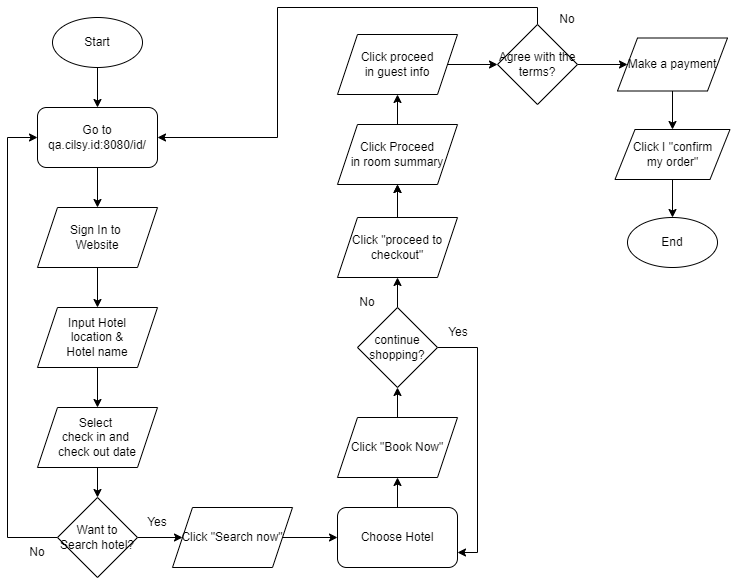 Start
Go to
qa.cilsy.id:8080/id/
Sign In to
Website
Input Hotel
location &
Hotel name
Select
check in and
check out date
Want to
Search hotel?
No
Yes
Click "Search now"
Choose Hotel
Click "Book Now"
continue
shopping?
Yes
No
Click "proceed to
checkout"
Click Proceed
in room summary
Click proceed
in guest info
Agree with the
terms?
No
Make a payment
Click I "confirm
my order"
End